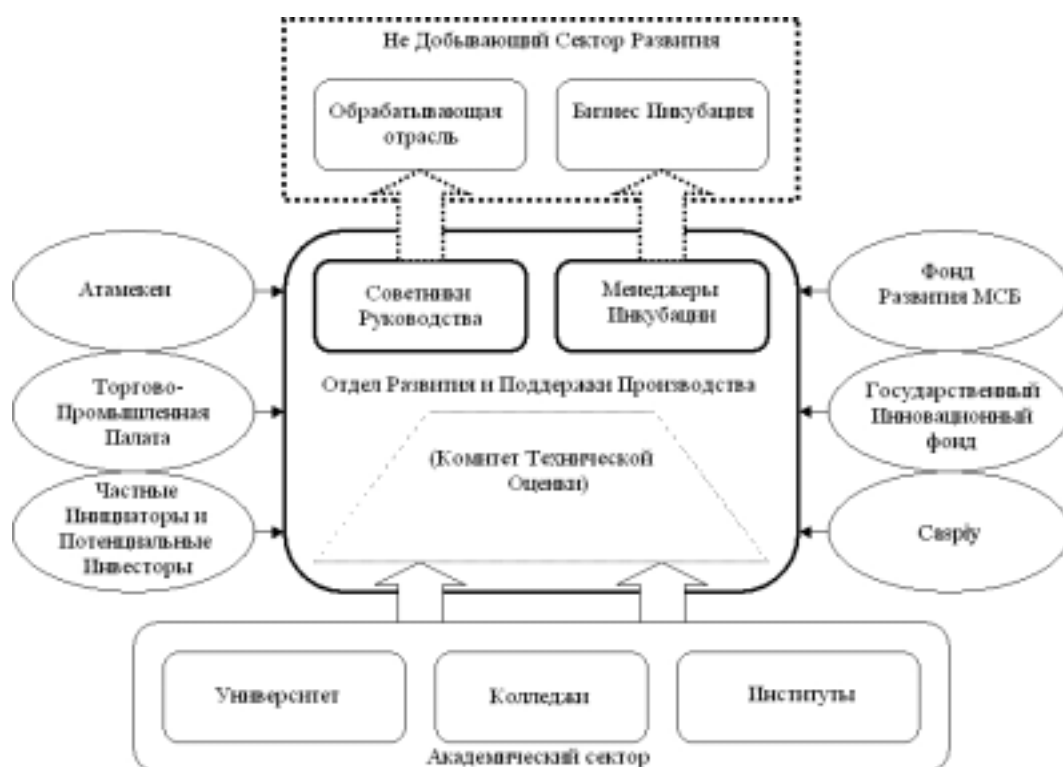 Не Добывающий Сектор Развития
Обрабатывающая
отрасль
Бизнес Инкубация
Атамекен
Советники
Руководства
Менеджеры
Инкубации
Фонд
Развития МСБ
Торгово-
Промышленная
Палата
Отдел Развития и Поддержки Производства
Государственный
Инновационный
фонд
(Комитет Технической
Оценки)
Частные
Инициаторы и
Потенциальные
Инвесторы
Caspiy
Университет
Колледжи
Институты
Академический сектор